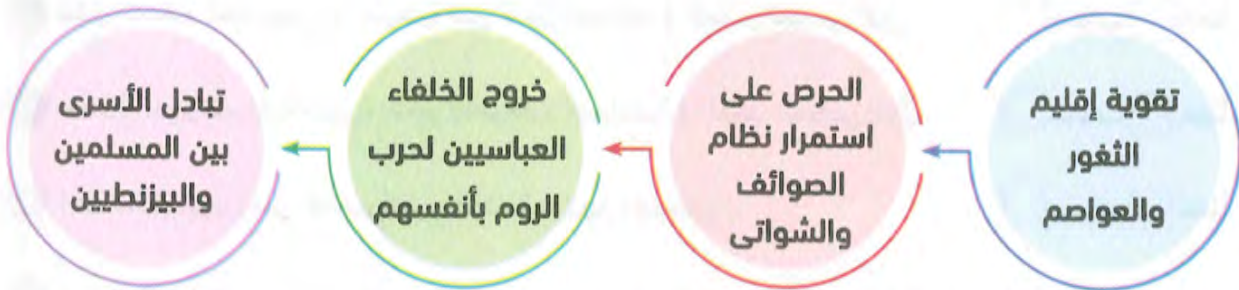 تقوية إقليم
الثغور
والعواصم
الحرص على
استمرار نظام
الصوائف
والشواتى
خروج الخلفاء
العباسيين لحرب
الروم بأنفسهم
تبادل الأسرى
بين المسلمين
والبيزنطيين